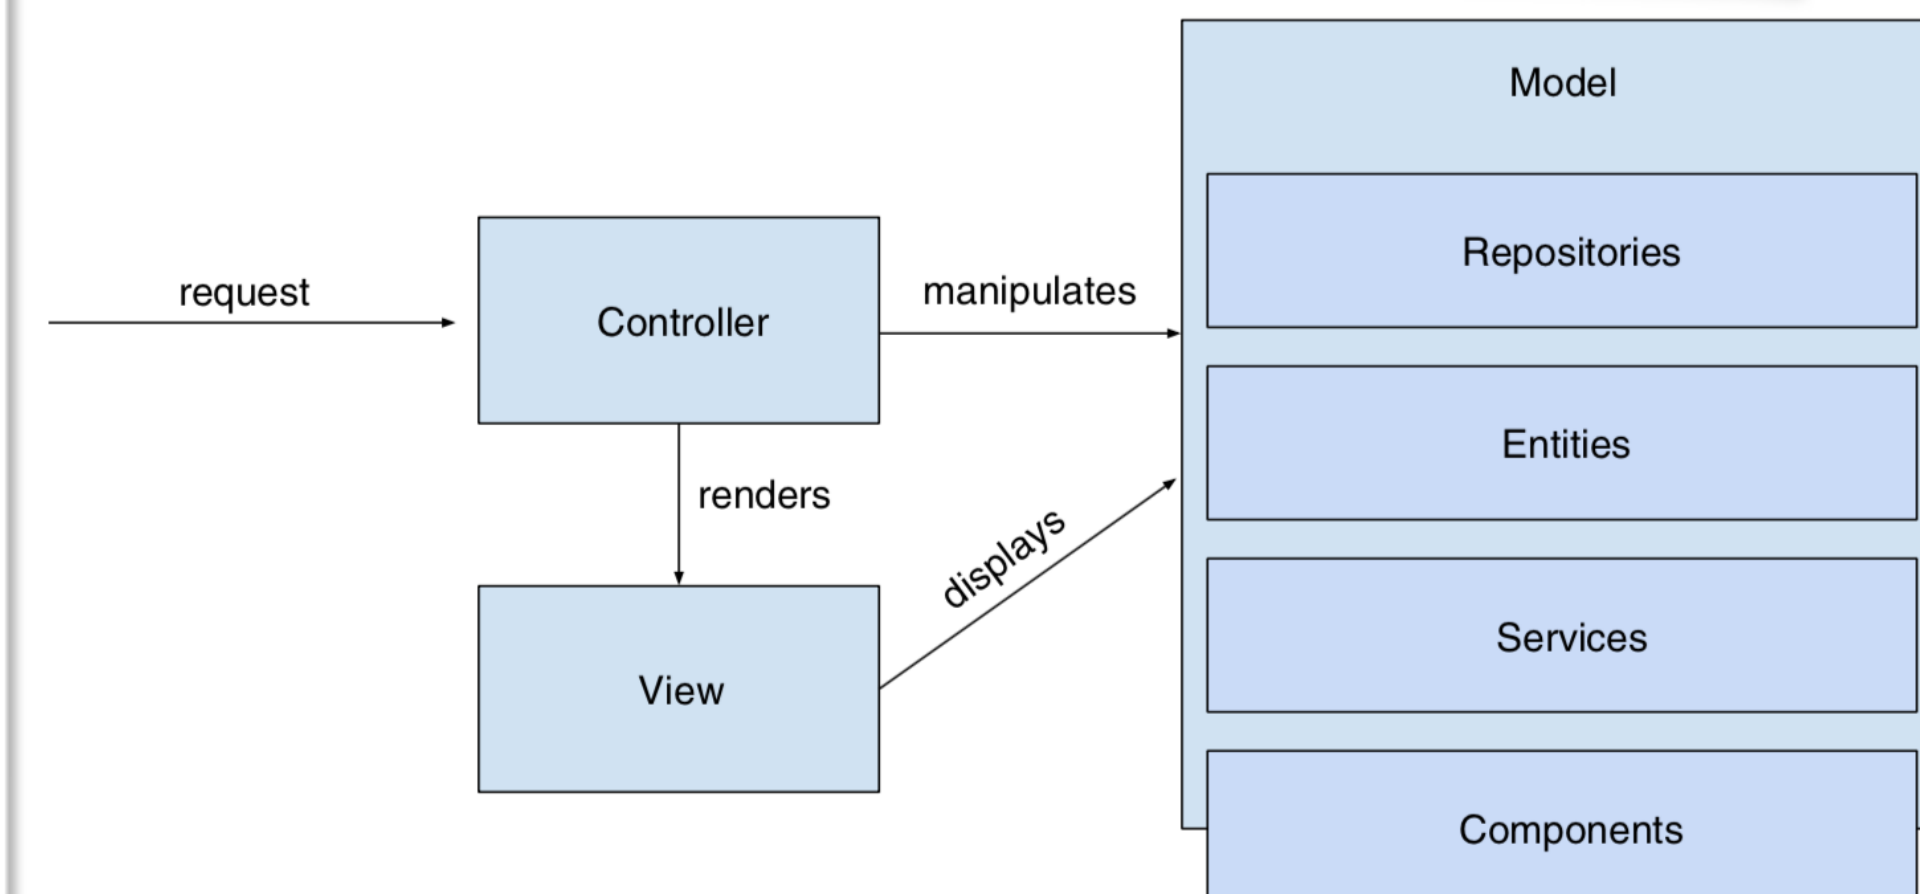 Model
Repositories
request
Controller
manipulates
Entities
renders
displays
Services
View
Components